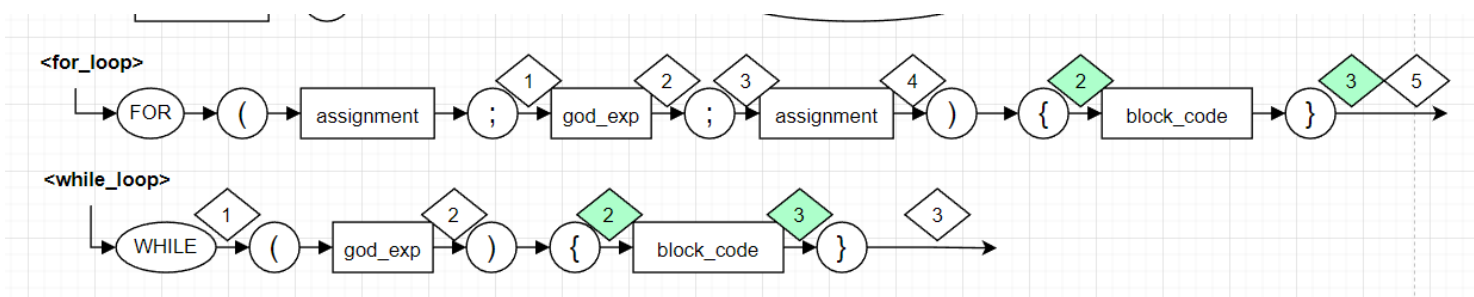 <for_loop>
1 2 3 4 2 3 5
FOR ( assignment ; god_exp ; assignment ) { block_code }
<while_loop>
1 2 2 3 3
WHILE ( god_exp ) { block_code }